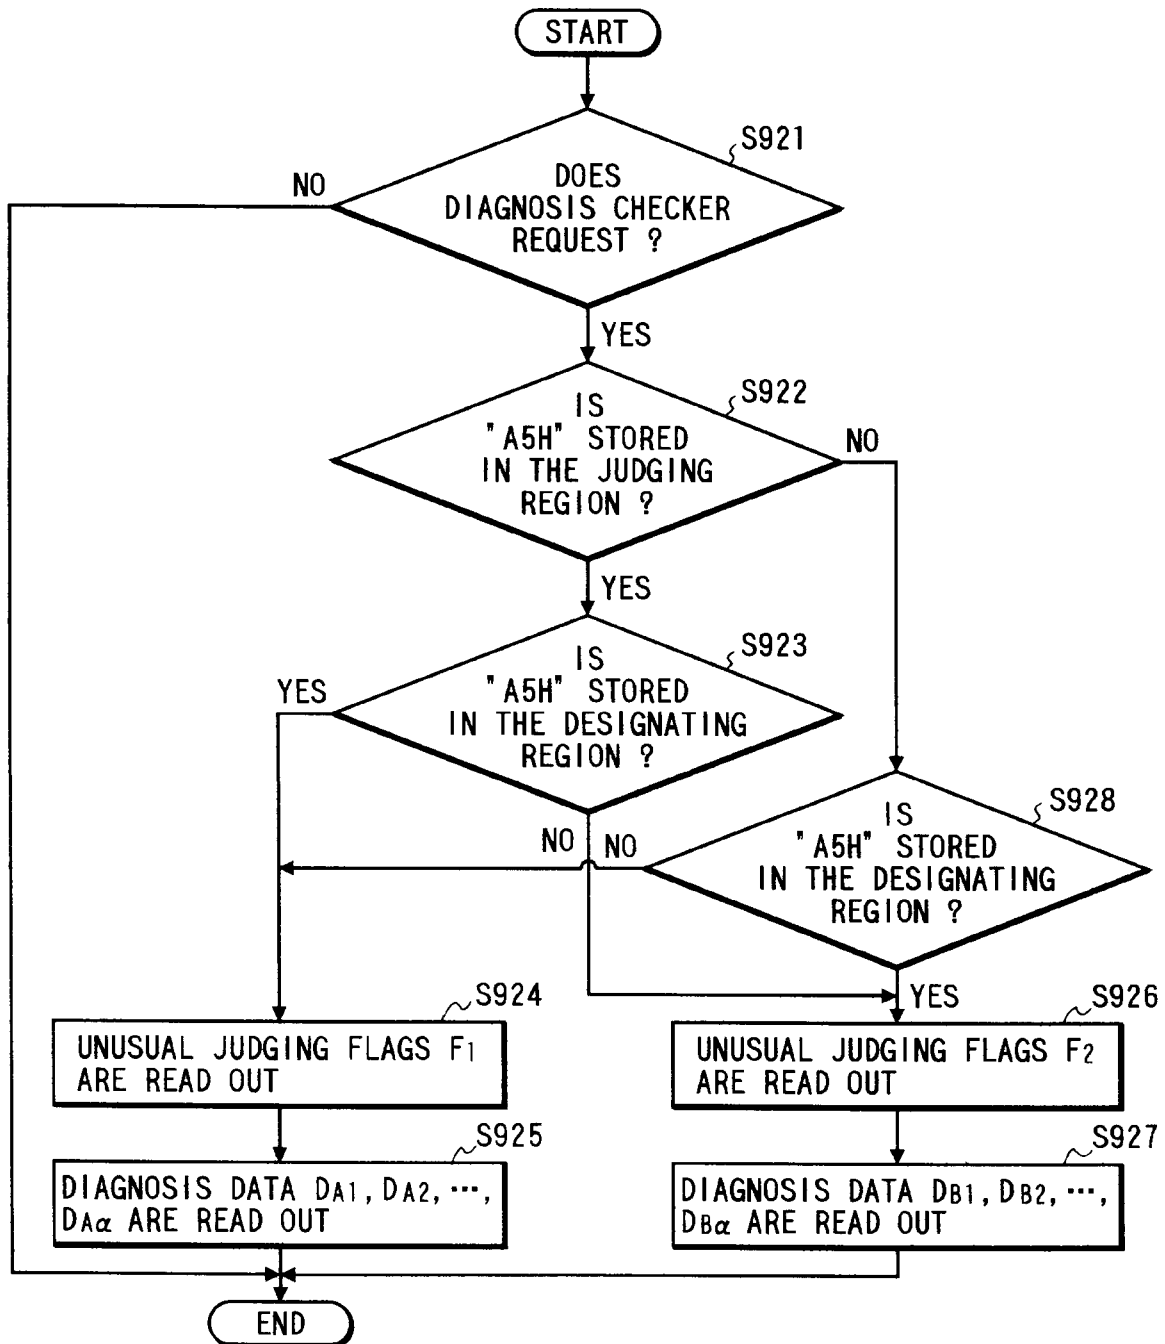 START
S921
NO
DOES
DIAGNOSIS CHECKER
REQUEST ?
YES
S922
IS
"A5H" STORED
IN THE JUDGING
REGION ?
NO
YES
S923
IS
"A5H" STORED
IN THE DESIGNATING
REGION ?
YES
NO
S928
IS
"A5H" STORED
IN THE DESIGNATING
REGION ?
NO
YES
S924
UNUSUAL JUDGING FLAGS F1
ARE READ OUT
S926
UNUSUAL JUDGING FLAGS F2
ARE READ OUT
S925
DIAGNOSIS DATA DA1, DA2, ···,
DAα ARE READ OUT
S927
DIAGNOSIS DATA DB1, DB2, ···,
DBα ARE READ OUT
END